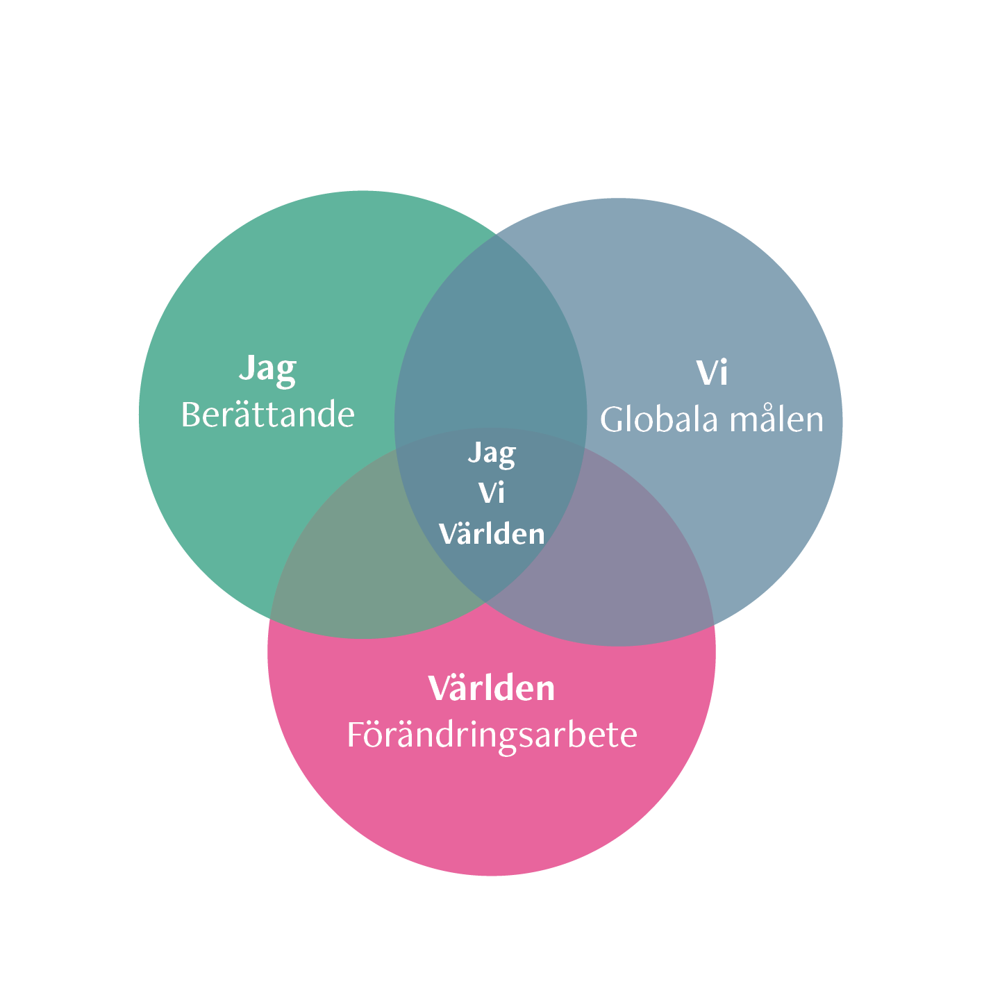 Jag
Berättande
Vi
Globala målen
Jag
Vi
Världen
Världen
Förändringsarbete